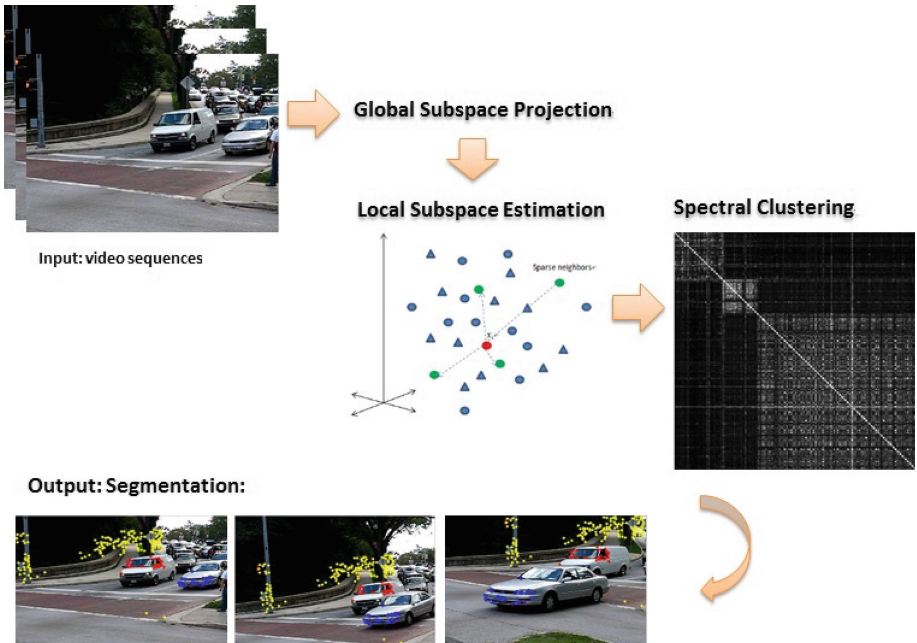 Global Subspace Projection
Local Subspace Estimation
Spectral Clustering
Input: video sequences
Sparse neighbors
Output: Segmentation: